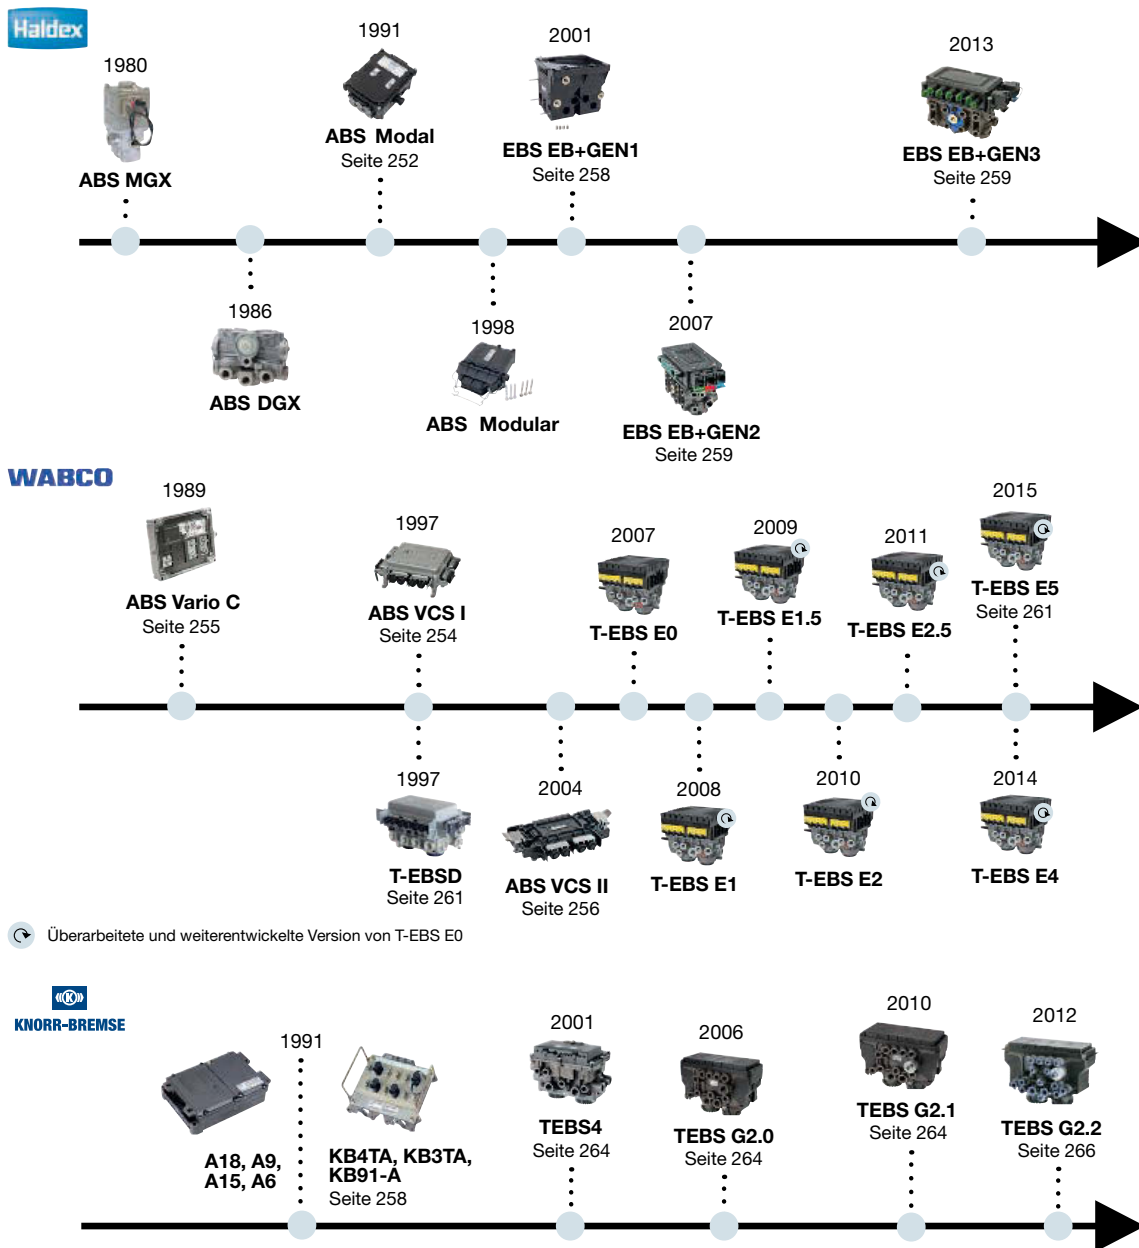 Haldex
1980
ABS MGX
1991
ABS Modal
Seite 252
2001
EBS EB+GEN1
Seite 258
2013
EBS EB+GEN3
Seite 259
1986
ABS DGX
1998
ABS Modular
2007
EBS EB+GEN2
Seite 259
WABCO
1989
ABS Vario C
Seite 255
1997
ABS VCS I
Seite 254
2007
T-EBS E0
2009
T-EBS E1.5
2011
T-EBS E2.5
2015
T-EBS E5
Seite 261
1997
T-EBSD
Seite 261
2004
ABS VCS II
Seite 256
2008
T-EBS E1
2010
T-EBS E2
2014
T-EBS E4
Überarbeitete und weiterentwickelte Version von T-EBS E0
KNORR-BREMSE
1991
A18, A9,
A15, A6
KB4TA, KB3TA,
KB91-A
Seite 258
2001
TEBS4
Seite 264
2006
TEBS G2.0
Seite 264
2010
TEBS G2.1
Seite 264
2012
TEBS G2.2
Seite 266